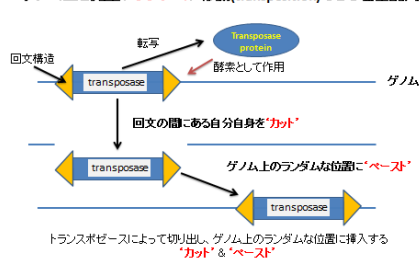 転写
Transposase
protein
回文構造
酵素として作用
transposase
ゲノム
回文の間にある自分自身を‘カット’
ゲノム上のランダムな位置に‘ペースト’
transposase
transposase
トランスポゼースによって切り出し、ゲノム上のランダムな位置に挿入する
‘カット’ & ‘ペースト’